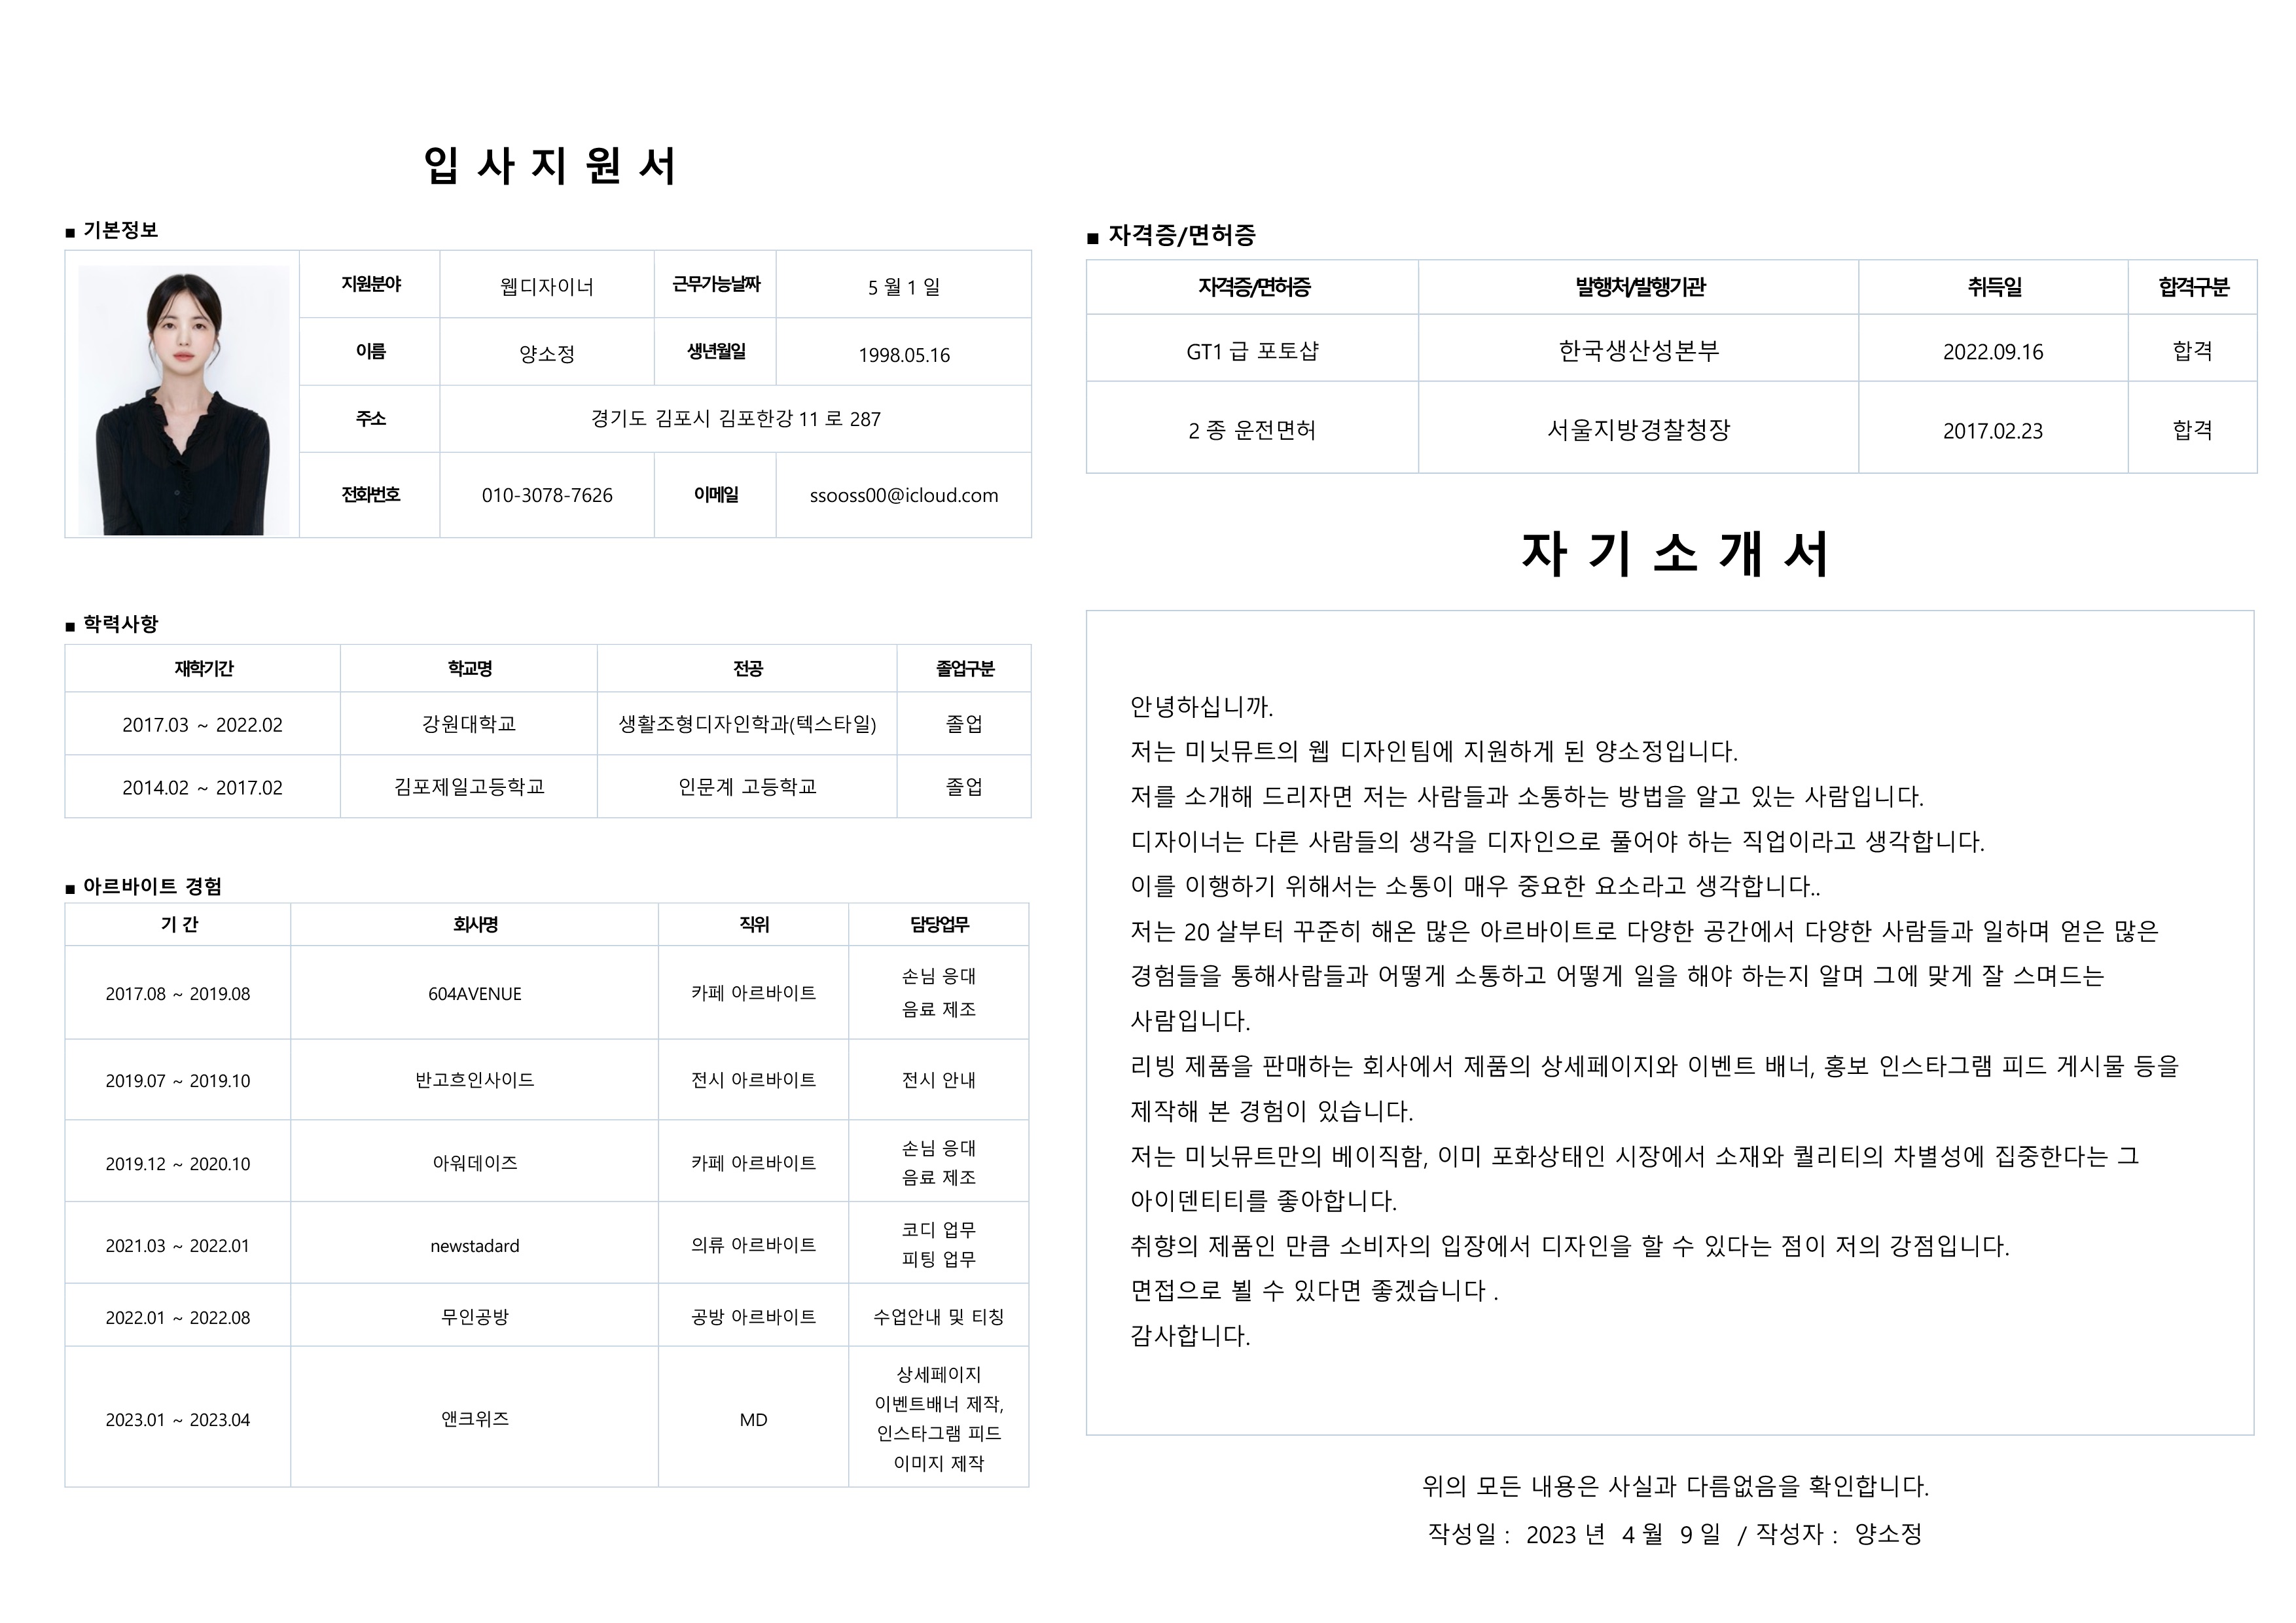 입 사 지 원 서
■ 기본정보
지원분야 웹디자이너 근무가능날짜 5 월 1 일
이름 양소정 생년월일 1998.05.16
주소 경기도 김포시 김포한강 11 로 287
전화번호 010-3078-7626 이메일 ssooss00@icloud.com
■ 학력사항
재학기간 학교명 전공 졸업구분
2017.03 ~ 2022.02 강원대학교 생활조형디자인학과(텍스타일) 졸업
2014.02 ~ 2017.02 김포제일고등학교 인문계 고등학교 졸업
■ 아르바이트 경험
기 간 회사명 직위 담당업무
2017.08 ~ 2019.08 604AVENUE 카페 아르바이트 손님 응대
음료 제조
2019.07 ~ 2019.10 반고흐인사이드 전시 아르바이트 전시 안내
2019.12 ~ 2020.10 아워데이즈 카페 아르바이트 손님 응대
음료 제조
2021.03 ~ 2022.01 newstadard 의류 아르바이트 코디 업무
피팅 업무
2022.01 ~ 2022.08 무인공방 공방 아르바이트 수업안내 및 티칭
2023.01 ~ 2023.04 앤크위즈 MD 상세페이지
이벤트배너 제작,
인스타그램 피드
이미지 제작
■ 자격증/면허증
자격증/면허증 발행처/발행기관 취득일 합격구분
GT1 급 포토샵 한국생산성본부 2022.09.16 합격
2 종 운전면허 서울지방경찰청장 2017.02.23 합격
자 기 소 개 서
안녕하십니까.
저는 미닛뮤트의 웹 디자인팀에 지원하게 된 양소정입니다.
저를 소개해 드리자면 저는 사람들과 소통하는 방법을 알고 있는 사람입니다.
디자이너는 다른 사람들의 생각을 디자인으로 풀어야 하는 직업이라고 생각합니다.
이를 이행하기 위해서는 소통이 매우 중요한 요소라고 생각합니다..
저는 20 살부터 꾸준히 해온 많은 아르바이트로 다양한 공간에서 다양한 사람들과 일하며 얻은 많은
경험들을 통해사람들과 어떻게 소통하고 어떻게 일을 해야 하는지 알며 그에 맞게 잘 스며드는
사람입니다.
리빙 제품을 판매하는 회사에서 제품의 상세페이지와 이벤트 배너, 홍보 인스타그램 피드 게시물 등을
제작해 본 경험이 있습니다.
저는 미닛뮤트만의 베이직함, 이미 포화상태인 시장에서 소재와 퀄리티의 차별성에 집중한다는 그
아이덴티티를 좋아합니다.
취향의 제품인 만큼 소비자의 입장에서 디자인을 할 수 있다는 점이 저의 강점입니다.
면접으로 뵐 수 있다면 좋겠습니다 .
감사합니다.
위의 모든 내용은 사실과 다름없음을 확인합니다.
작성일 : 2023 년 4 월 9 일 / 작성자 : 양소정